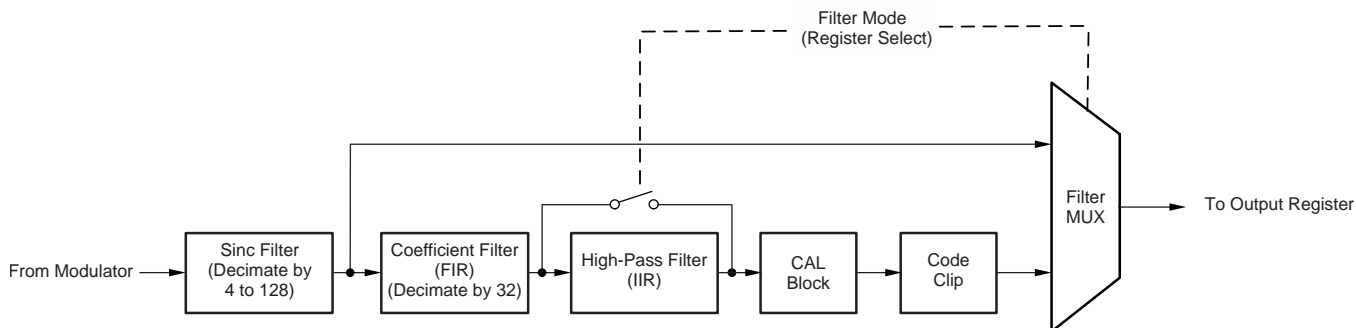 Filter Mode
(Register Select)
From Modulator
Sinc Filter
(Decimate by
4 to 128)
Coefficient Filter
(FIR)
(Decimate by 32)
High-Pass Filter
(IIR)
CAL
Block
Code
Clip
Filter
MUX
To Output Register